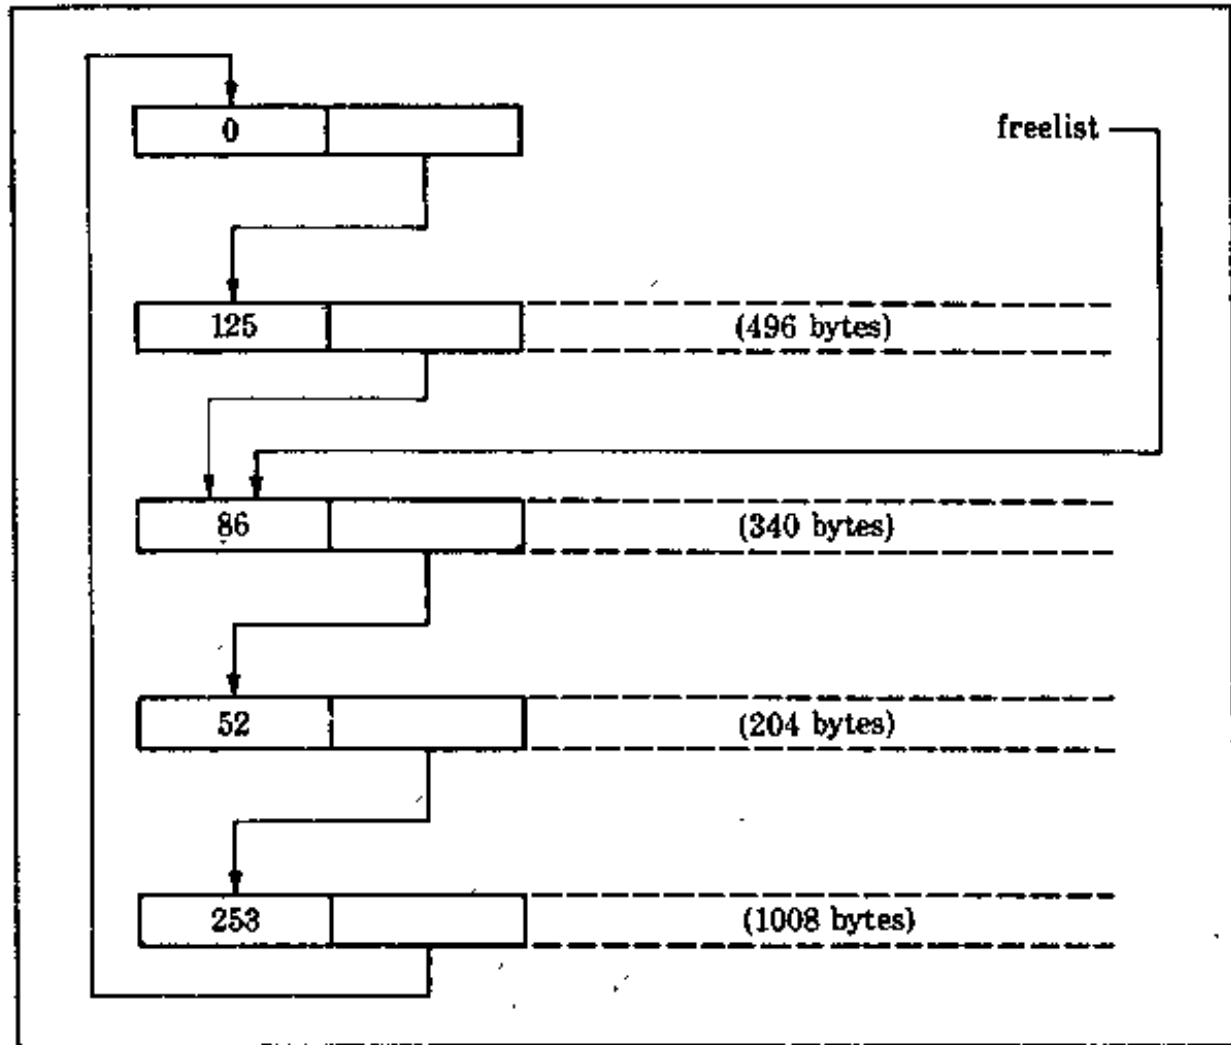 0
freelist
125
(496 bytes)
86
(340 bytes)
52
(204 bytes)
253
(1008 bytes)